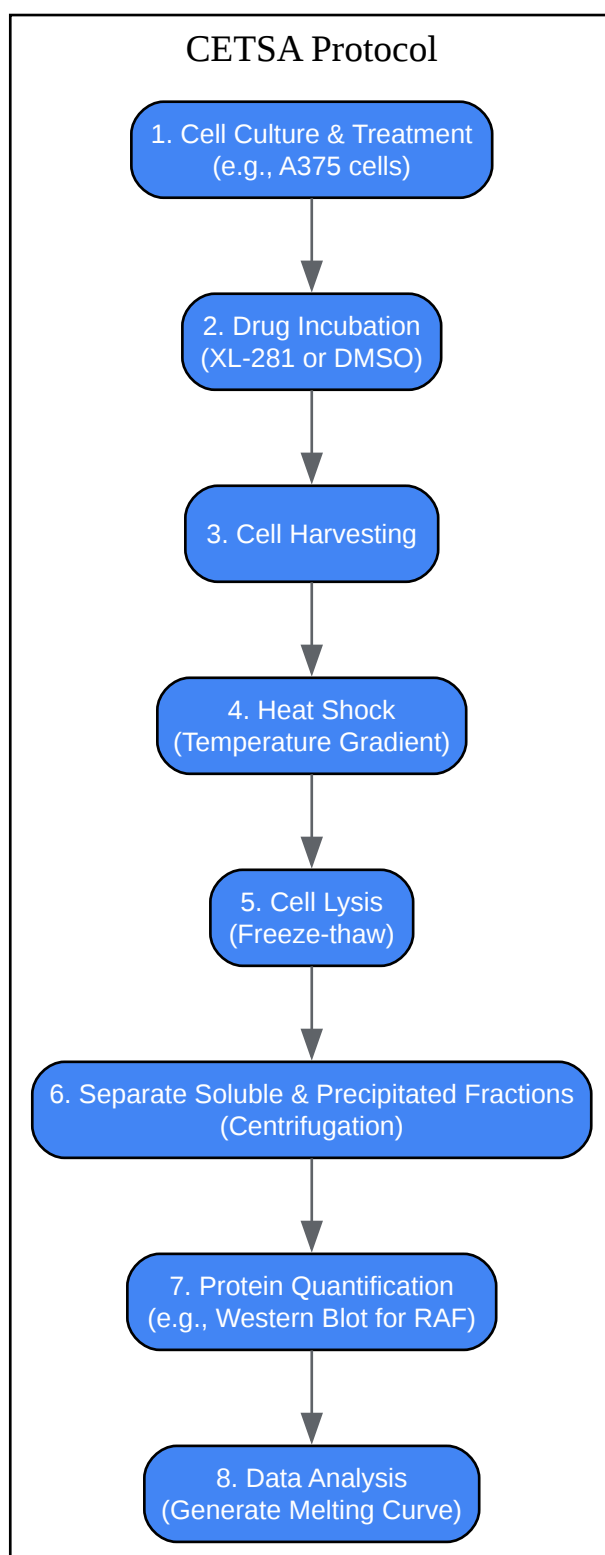 CETSA Protocol
1. Cell Culture & Treatment
(e.g., A375 cells)
2. Drug Incubation
(XL-281 or DMSO)
3. Cell Harvesting
4. Heat Shock
(Temperature Gradient)
5. Cell Lysis
(Freeze-thaw)
6. Separate Soluble & Precipitated Fractions
(Centrifugation)
7. Protein Quantification
(e.g., Western Blot for RAF)
8. Data Analysis
(Generate Melting Curve)